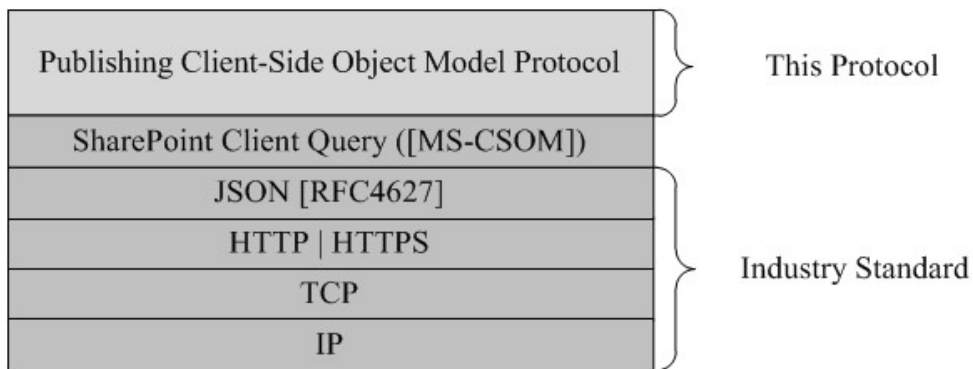 Publishing Client-Side Object Model Protocol
This Protocol
SharePoint Client Query ([MS-CSOM])
JSON [RFC4627]
HTTP | HTTPS
Industry Standard
TCP
IP